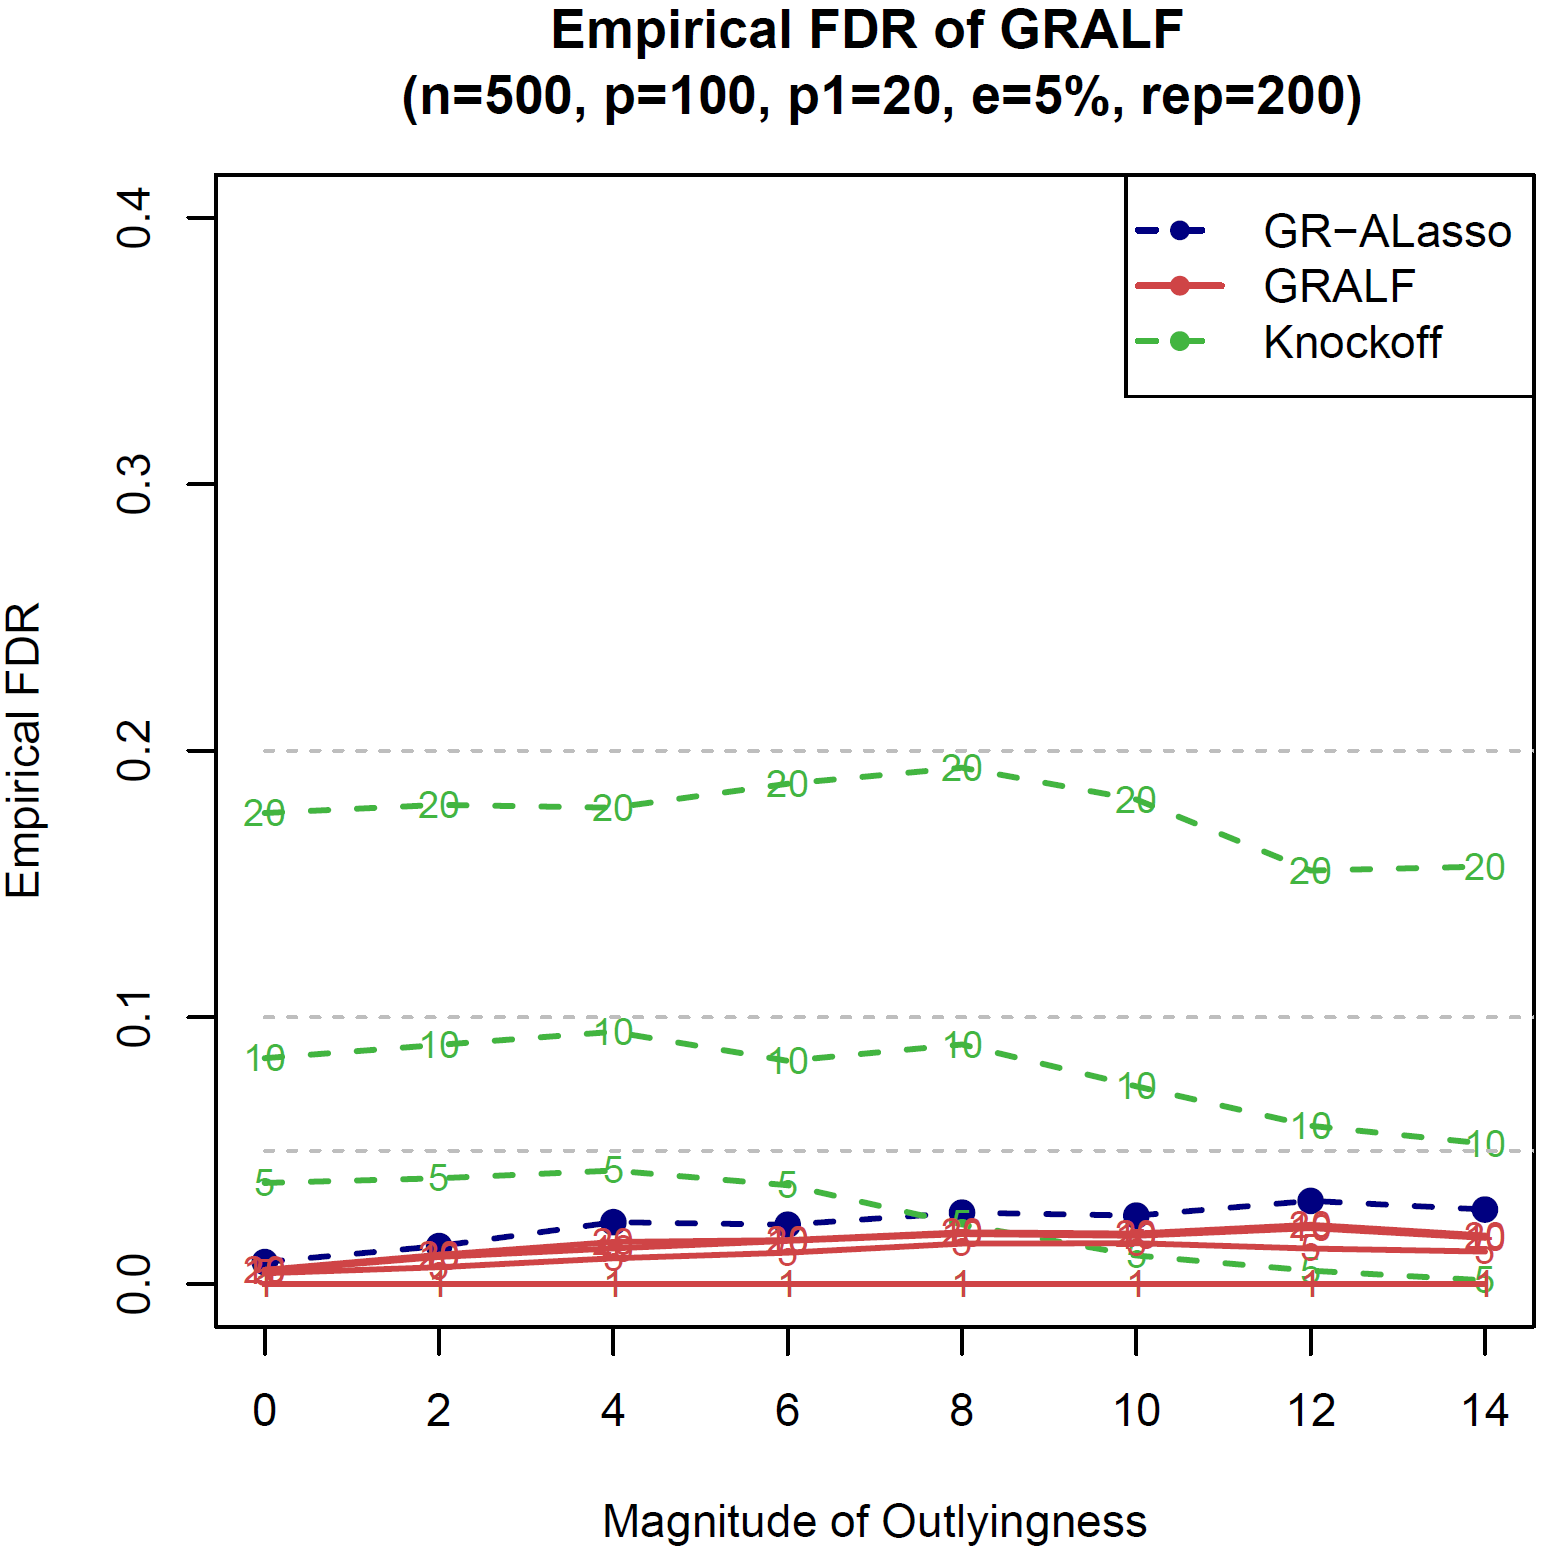 Empirical FDR of GRALF
(n=500, p=100, p1=20, e=5%, rep=200)
GR−ALasso
GRALF
Knockoff
Empirical FDR
0.4
0.3
0.2
0.1
0.0
20 20 20 20 20 20 20 20
10 10 10 10 10 10 10 10
5 5 5 5 5 5 5 5
1 1 1 1 1 1 1 1
0 2 4 6 8 10 12 14
Magnitude of Outlyingness